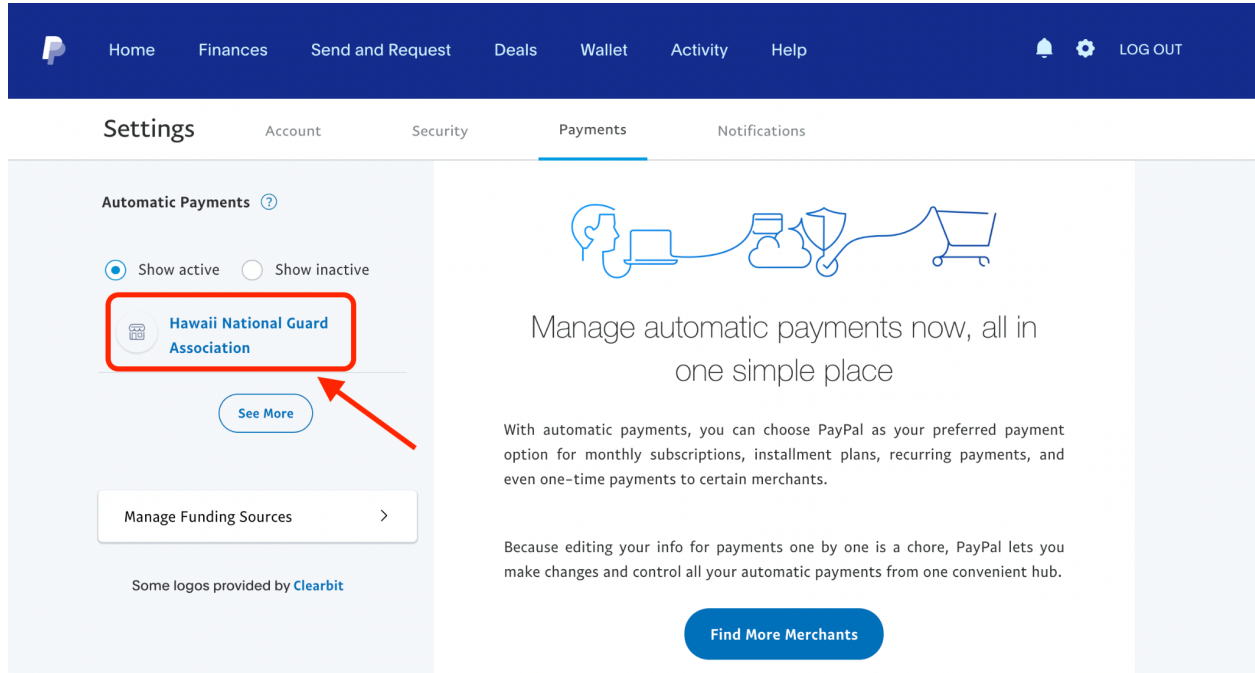 Home Finances Send and Request Deals Wallet Activity Help LOG OUT
Settings Account Security Payments Notifications
Automatic Payments ?
Show active Show inactive
Hawaii National Guard
Association
See More
Manage Funding Sources
Some logos provided by Clearbit
Manage automatic payments now, all in
one simple place
With automatic payments, you can choose PayPal as your preferred payment
option for monthly subscriptions, installment plans, recurring payments, and
even one-time payments to certain merchants.
Because editing your info for payments one by one is a chore, PayPal lets you
make changes and control all your automatic payments from one convenient hub.
Find More Merchants